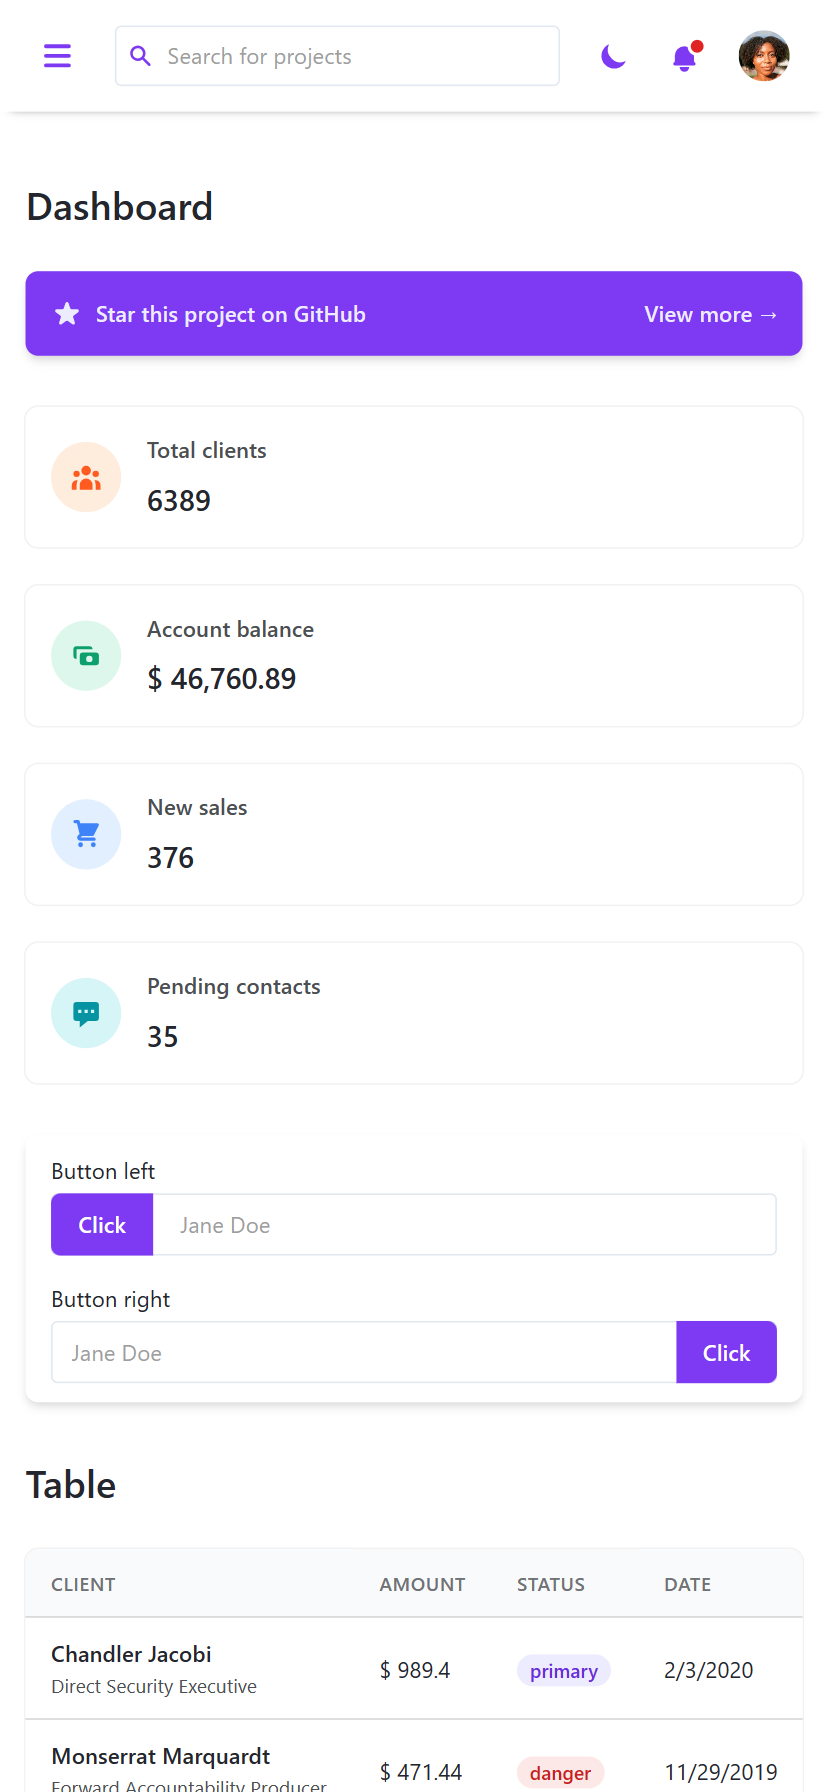 Search for projects
Dashboard
Star this project on GitHub
View more →
Total clients
6389
Account balance
$ 46,760.89
New sales
376
Pending contacts
35
Button left
Click
Jane Doe
Button right
Jane Doe
Click
Table
CLIENT AMOUNT STATUS DATE
Chandler Jacobi
Direct Security Executive
$ 989.4
primary
2/3/2020
Monserrat Marquardt
Forward Accountability Producer
$ 471.44
danger
11/29/2019